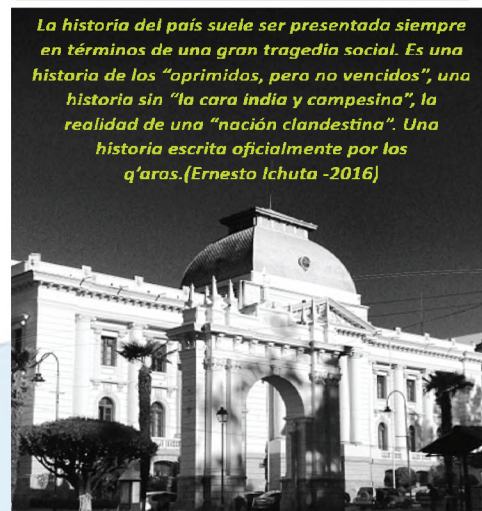 La historia del país suele ser presentada siempre
en términos de una gran tragedia social. Es una
historia de los “oprimidos, pero no vencidos”, una
historia sin “la cara india y campesina”, la
realidad de una “nación clandestina”. Una
historia escrita oficialmente por los
q’aras.(Ernesto Ichuta -2016)